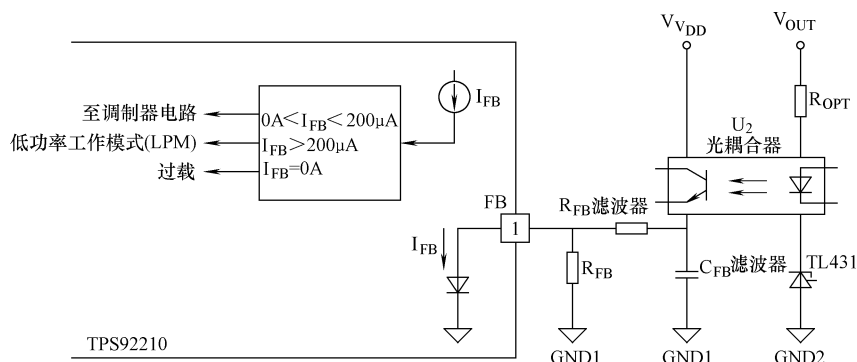 V_VDD
V_OUT
I_FB
R_OPT
至调制器电路
0A<I_FB<200μA
低功率工作模式(LPM)
I_FB>200μA
过载
I_FB=0A
U_2
光耦合器
FB
1
R_FB滤波器
I_FB
R_FB
C_FB滤波器
TL431
TPS92210
GND1
GND1
GND2